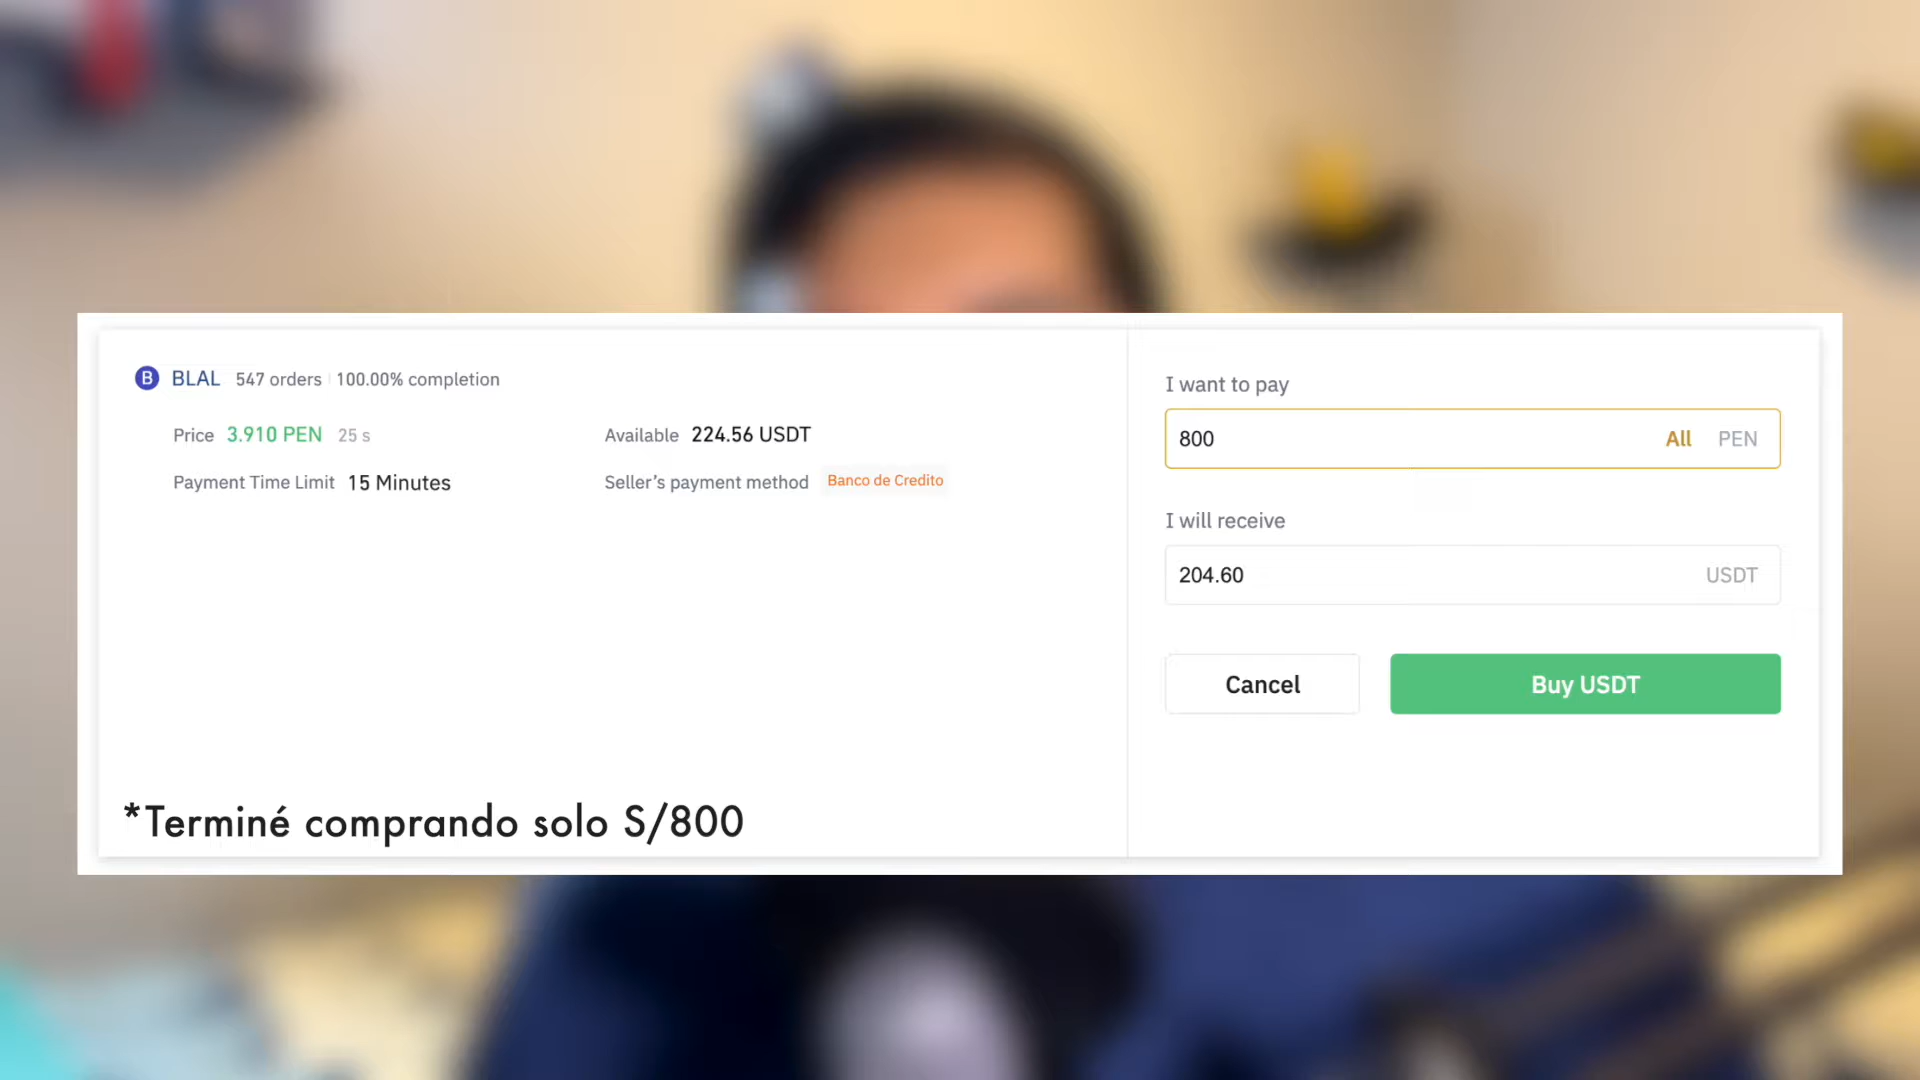 B BLAL 547 orders | 100.00% completion
Price 3.910 PEN 25 s
Available 224.56 USDT
Payment Time Limit 15 Minutes
Seller's payment method Banco de Credito
*Terminé comprando solo S/800
I want to pay
800 All PEN
I will receive
204.60 USDT
Cancel
Buy USDT